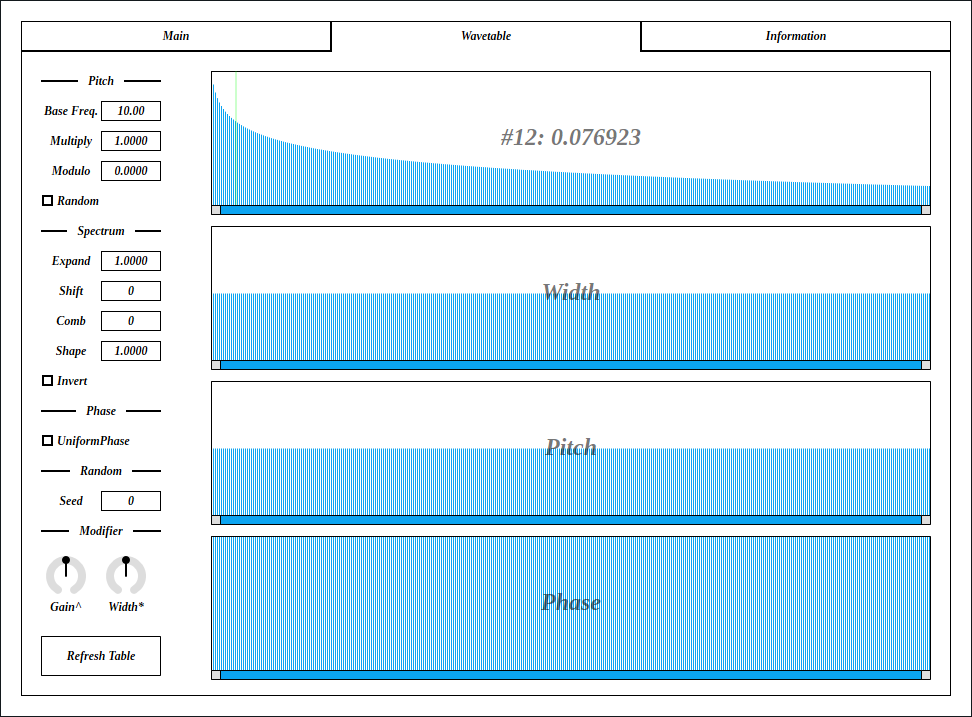 Main
Wavetable
Information
Pitch
Base Freq. 10.00
Multiply 1.0000
Modulo 0.0000
Random
Spectrum
Expand 1.0000
Shift 0
Comb 0
Shape 1.0000
Invert
Phase
UniformPhase
Random
Seed 0
Modifier
Gain^ Width*
Refresh Table
#12: 0.076923
Width
Pitch
Phase